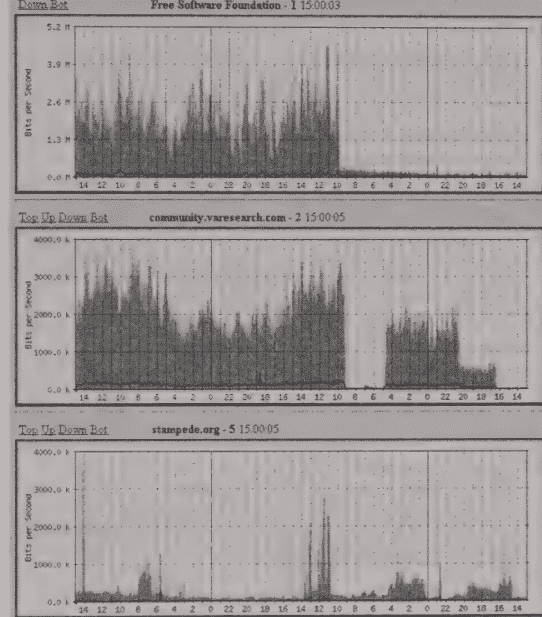 Down Bot Free Software Foundation - 1 15:00:03
5.2 M
3.9 M
2.6 M
1.3 M
0.0 M
Bits per Second
14 12 10 8 6 4 2 0 22 20 18 16 14 12 10 8 6 4 2 0 22 20 18 16 14
Top Up Down Bot community.varesearch.com - 2 15:00:05
4000.0 k
3000.0 k
2000.0 k
1000.0 k
0.0 k
Bits per Second
14 12 10 8 6 4 2 0 22 20 18 16 14 12 10 8 6 4 2 0 22 20 18 16 14
Top Up Down Bot stampede.org - 5 15:00:05
4000.0 k
3000.0 k
2000.0 k
1000.0 k
0.0 k
Bits per Second
14 12 10 8 6 4 2 0 22 20 18 16 14 12 10 8 6 4 2 0 22 20 18 16 14